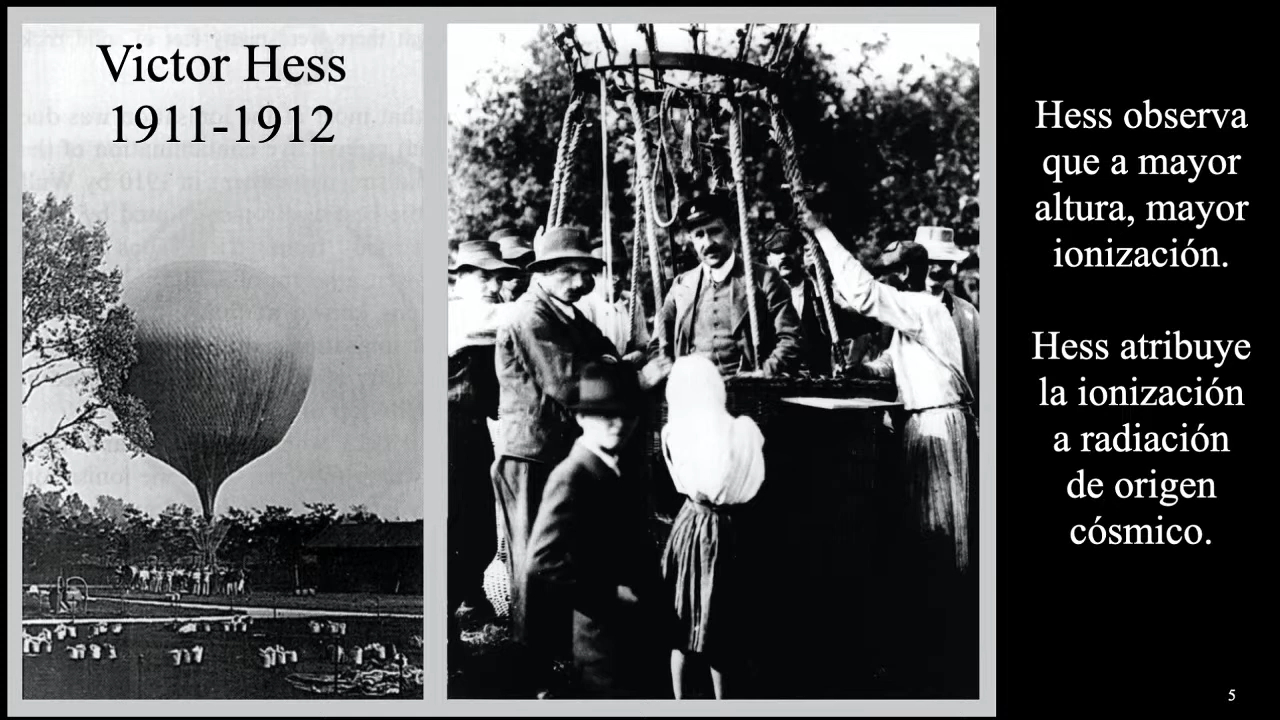 Victor Hess
1911-1912
Hess observa
que a mayor
altura, mayor
ionización.
Hess atribuye
la ionización
a radiación
de origen
cósmico.
5